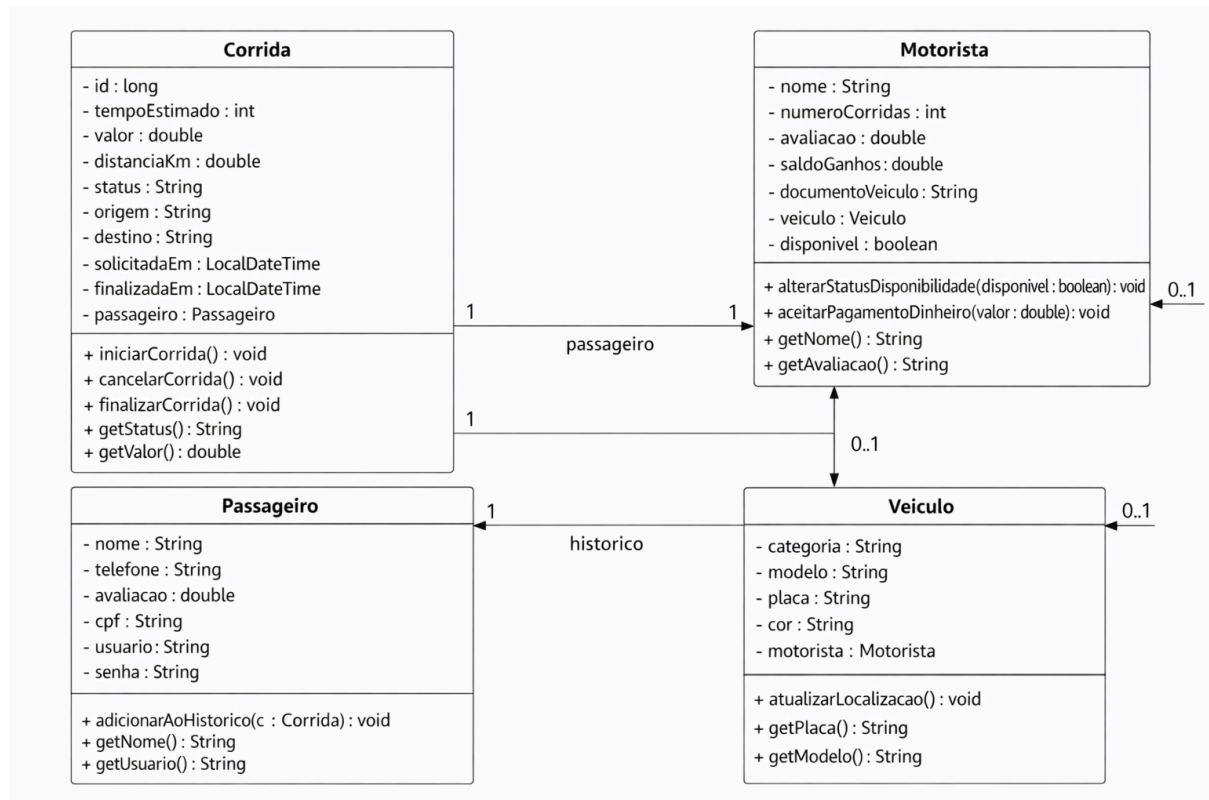 Corrida
- id : long
- tempoEstimado : int
- valor : double
- distanciaKm : double
- status : String
- origem : String
- destino : String
- solicitadaEm : LocalDateTime
- finalizadaEm : LocalDateTime
- passageiro : Passageiro
+ iniciarCorrida() : void
+ cancelarCorrida() : void
+ finalizarCorrida() : void
+ getStatus() : String
+ getValor() : double
1
1
passageiro
1
0..1
Motorista
- nome : String
- numeroCorridas : int
- avaliacao : double
- saldoGanhos : double
- documentoVeiculo : String
- veiculo : Veiculo
- disponivel : boolean
+ alterarStatusDisponibilidade(disponivel : boolean) : void
+ aceitarPagamentoDinheiro(valor : double) : void
+ getNome() : String
+ getAvaliacao() : String
0..1
Passageiro
- nome : String
- telefone : String
- avaliacao : double
- cpf : String
- usuario : String
- senha : String
+ adicionarAoHistorico(c : Corrida) : void
+ getNome() : String
+ getUsuario() : String
1
historico
Veiculo
- categoria : String
- modelo : String
- placa : String
- cor : String
- motorista : Motorista
+ atualizarLocalizacao() : void
+ getPlaca() : String
+ getModelo() : String
0..1